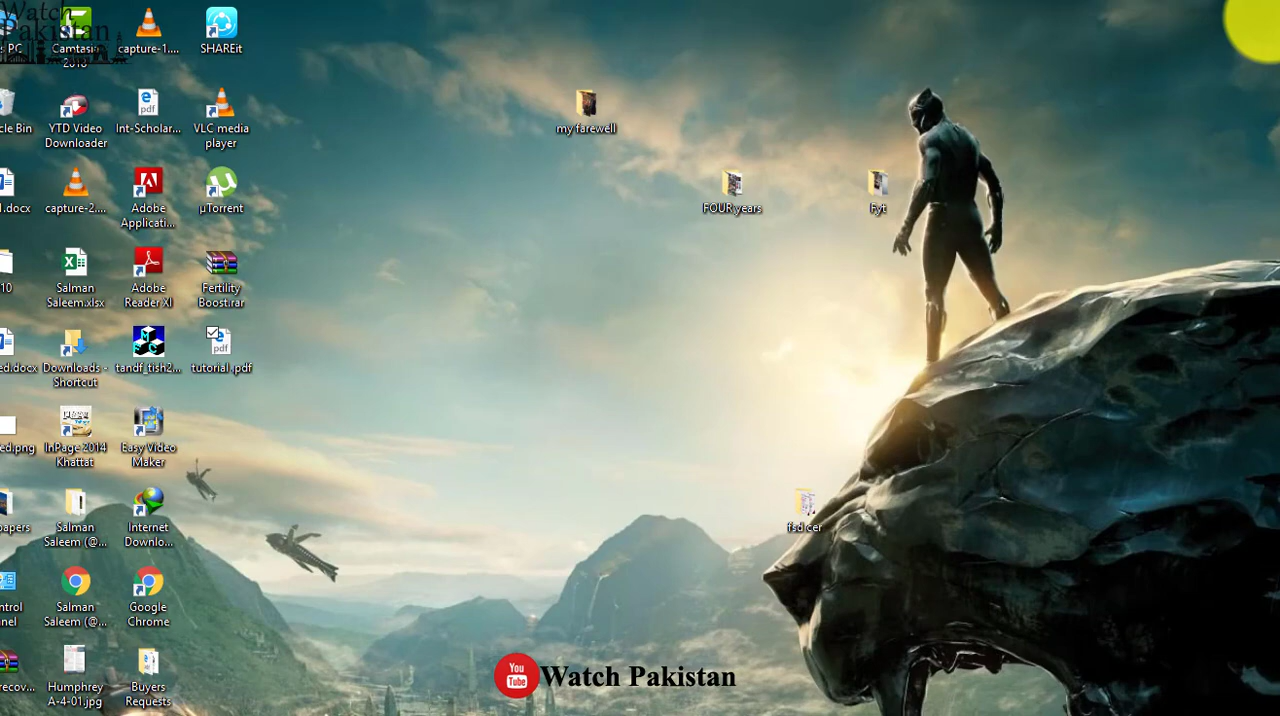 Watch
Pakistan
PC
Camtasia
2018
capture-1....
SHAREit
cle Bin
YTD Video
Downloader
Int-Scholar...
VLC media
player
my farewell
l.docx
capture-2....
Adobe
Applicati...
µTorrent
FOUR years
Fyt
10
Salman
Saleem.xlsx
Adobe
Reader XI
Fertility
Boost.rar
ed.docx
Downloads -
Shortcut
tandf_tish2...
tutorial .pdf
ed.png
InPage 2014
Khattat
Easy Video
Maker
papers
Salman
Saleem (@...
Internet
Downlo...
fsd cer
ntrol
nel
Salman
Saleem (@...
Google
Chrome
recov...
Humphrey
A-4-01.jpg
Buyers
Requests
You
Tube
Watch Pakistan